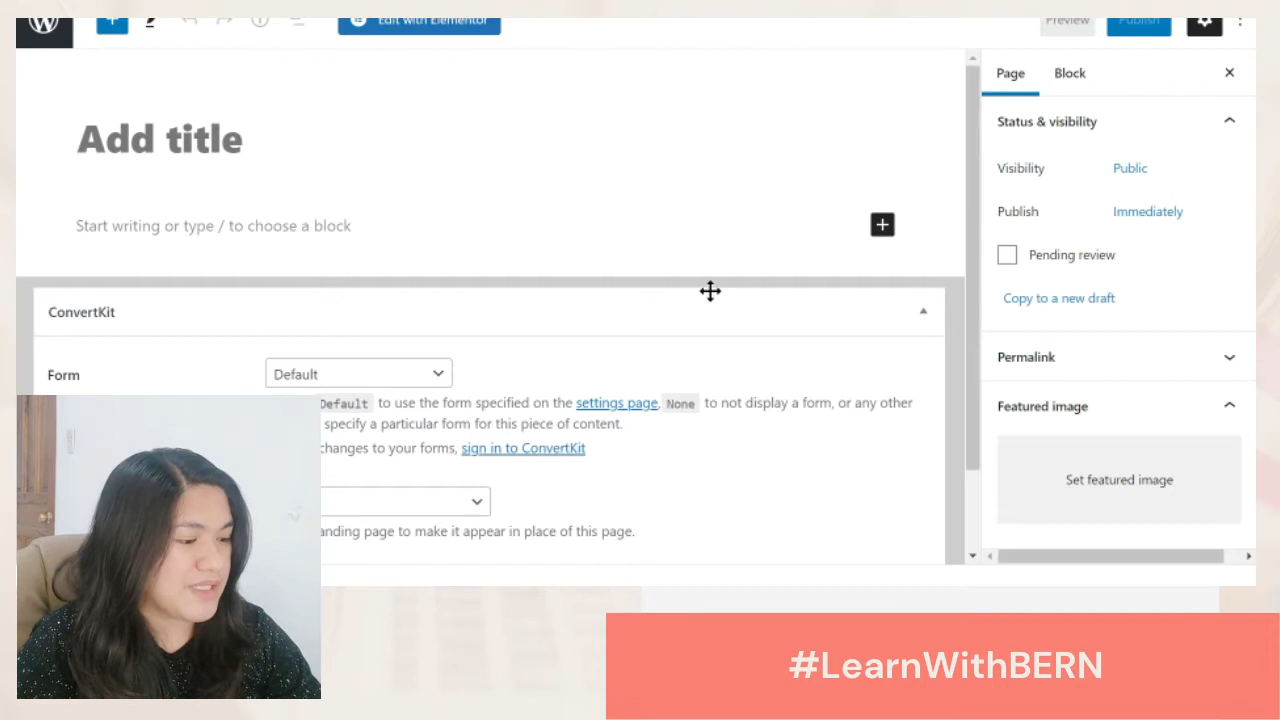 Edit with Elementor
Preview
Publish
Add title
Start writing or type / to choose a block
Page
Block
Status & visibility
Visibility
Public
Publish
Immediately
Pending review
Copy to a new draft
Permalink
Featured image
Set featured image
ConvertKit
Form
Default
Default to use the form specified on the settings page, None to not display a form, or any other
specify a particular form for this piece of content.
changes to your forms, sign in to ConvertKit
anding page to make it appear in place of this page.
#LearnWithBERN